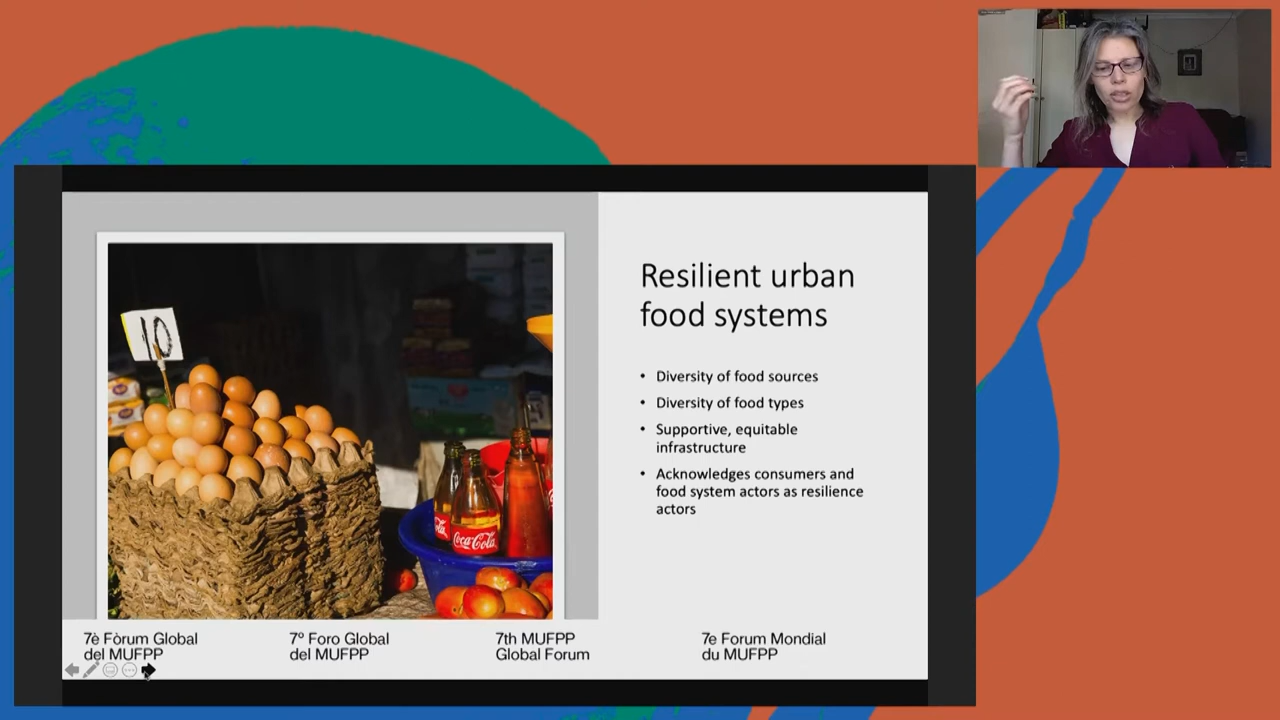 10
Coca-Cola
Resilient urban
food systems
• Diversity of food sources
• Diversity of food types
• Supportive, equitable
infrastructure
• Acknowledges consumers and
food system actors as resilience
actors
7è Fòrum Global
del MUFPP
7º Foro Global
del MUFPP
7th MUFPP
Global Forum
7e Forum Mondial
du MUFPP